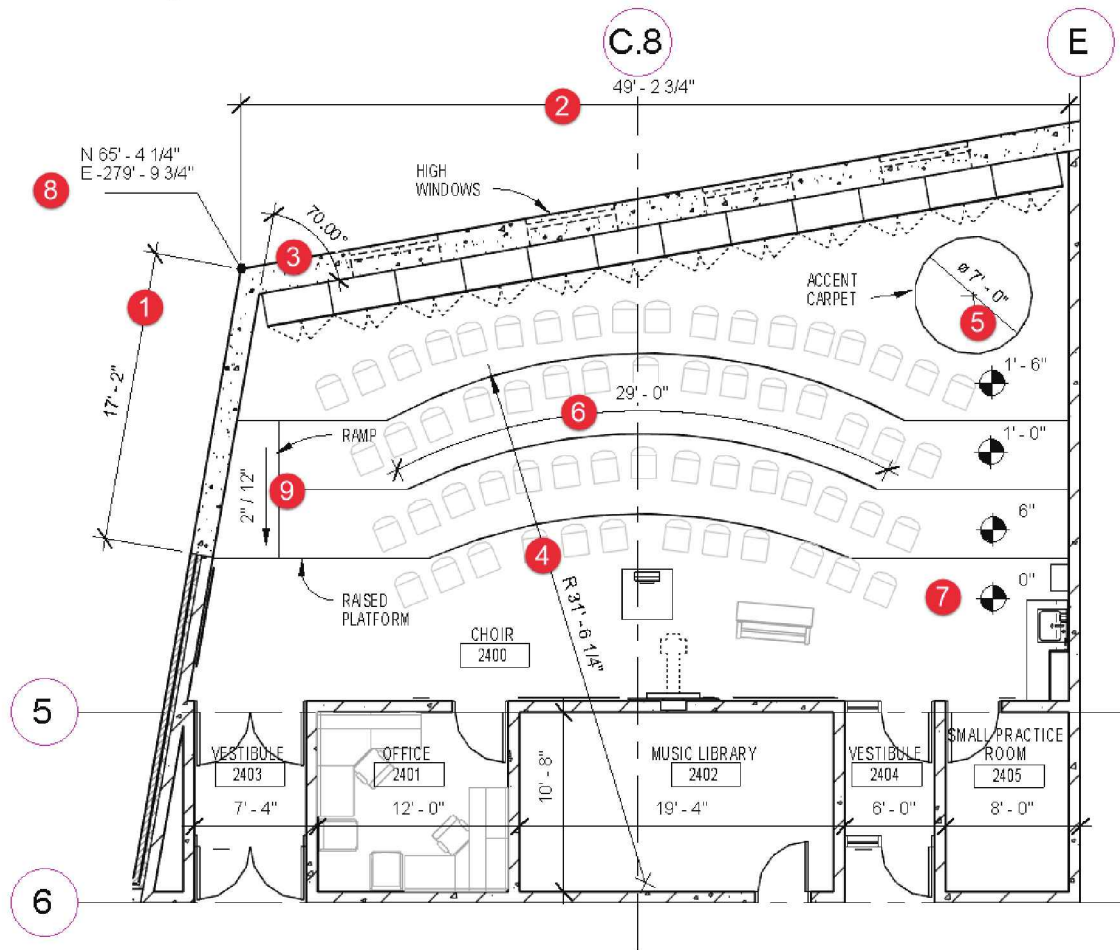 C.8
E
49' - 2 3/4"
2
N 65' - 4 1/4"
E -279' - 9 3/4"
8
HIGH
WINDOWS
70.00°
3
1
17' - 2"
ACCENT
CARPET
ø 7' - 0"
5
1' - 6"
29' - 0"
6
RAMP
1' - 0"
2" / 12"
9
6"
4
R 31' - 6 1/4"
7
0"
RAISED
PLATFORM
CHOIR
2400
5
VESTIBULE
2403
7' - 4"
OFFICE
2401
12' - 0"
10' - 8"
MUSIC LIBRARY
2402
19' - 4"
VESTIBULE
2404
6' - 0"
SMALL PRACTICE
ROOM
2405
8' - 0"
6